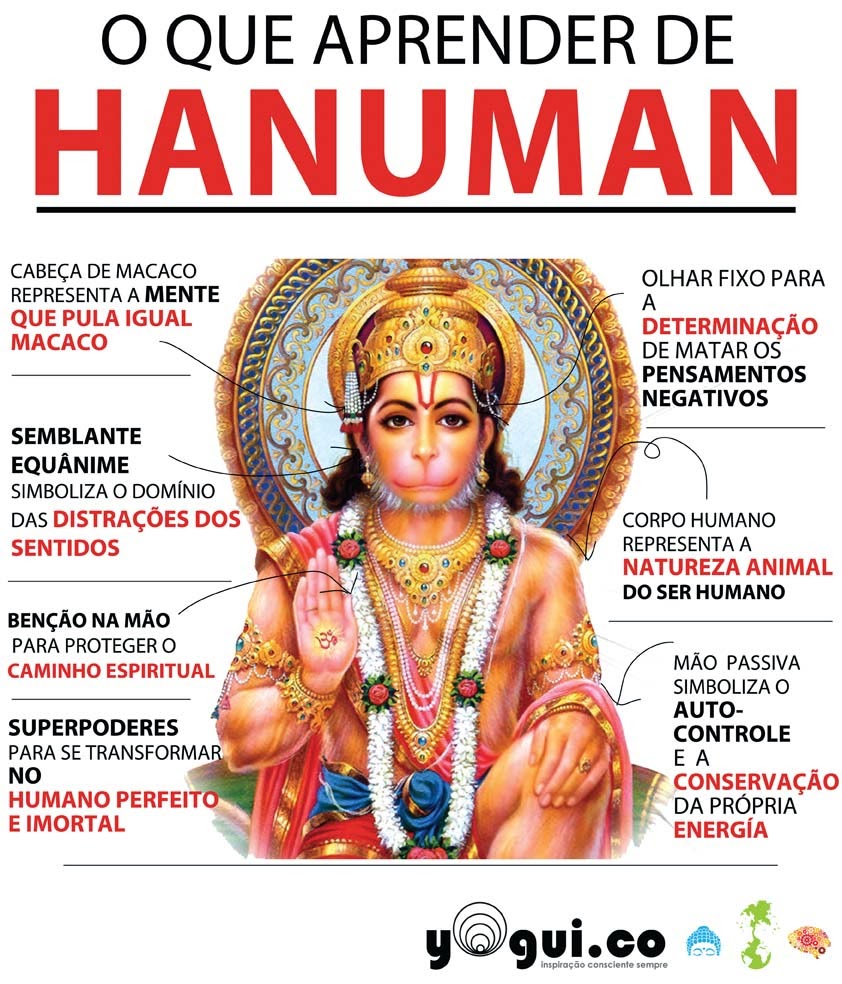 O QUE APRENDER DE
HANUMAN
CABEÇA DE MACACO
REPRESENTA A MENTE
QUE PULA IGUAL
MACACO
SEMBLANTE
EQUÂNIME
SIMBOLIZA O DOMÍNIO
DAS DISTRAÇÕES DOS
SENTIDOS
BENÇÃO NA MÃO
PARA PROTEGER O
CAMINHO ESPIRITUAL
SUPERPODERES
PARA SE TRANSFORMAR
NO
HUMANO PERFEITO
E IMORTAL
OLHAR FIXO PARA
A
DETERMINAÇÃO
DE MATAR OS
PENSAMENTOS
NEGATIVOS
CORPO HUMANO
REPRESENTA A
NATUREZA ANIMAL
DO SER HUMANO
MÃO PASSIVA
SIMBOLIZA O
AUTO-
CONTROLE
E A
CONSERVAÇÃO
DA PRÓPRIA
ENERGÍA
ॐ
yogui.co
inspiração consciente sempre